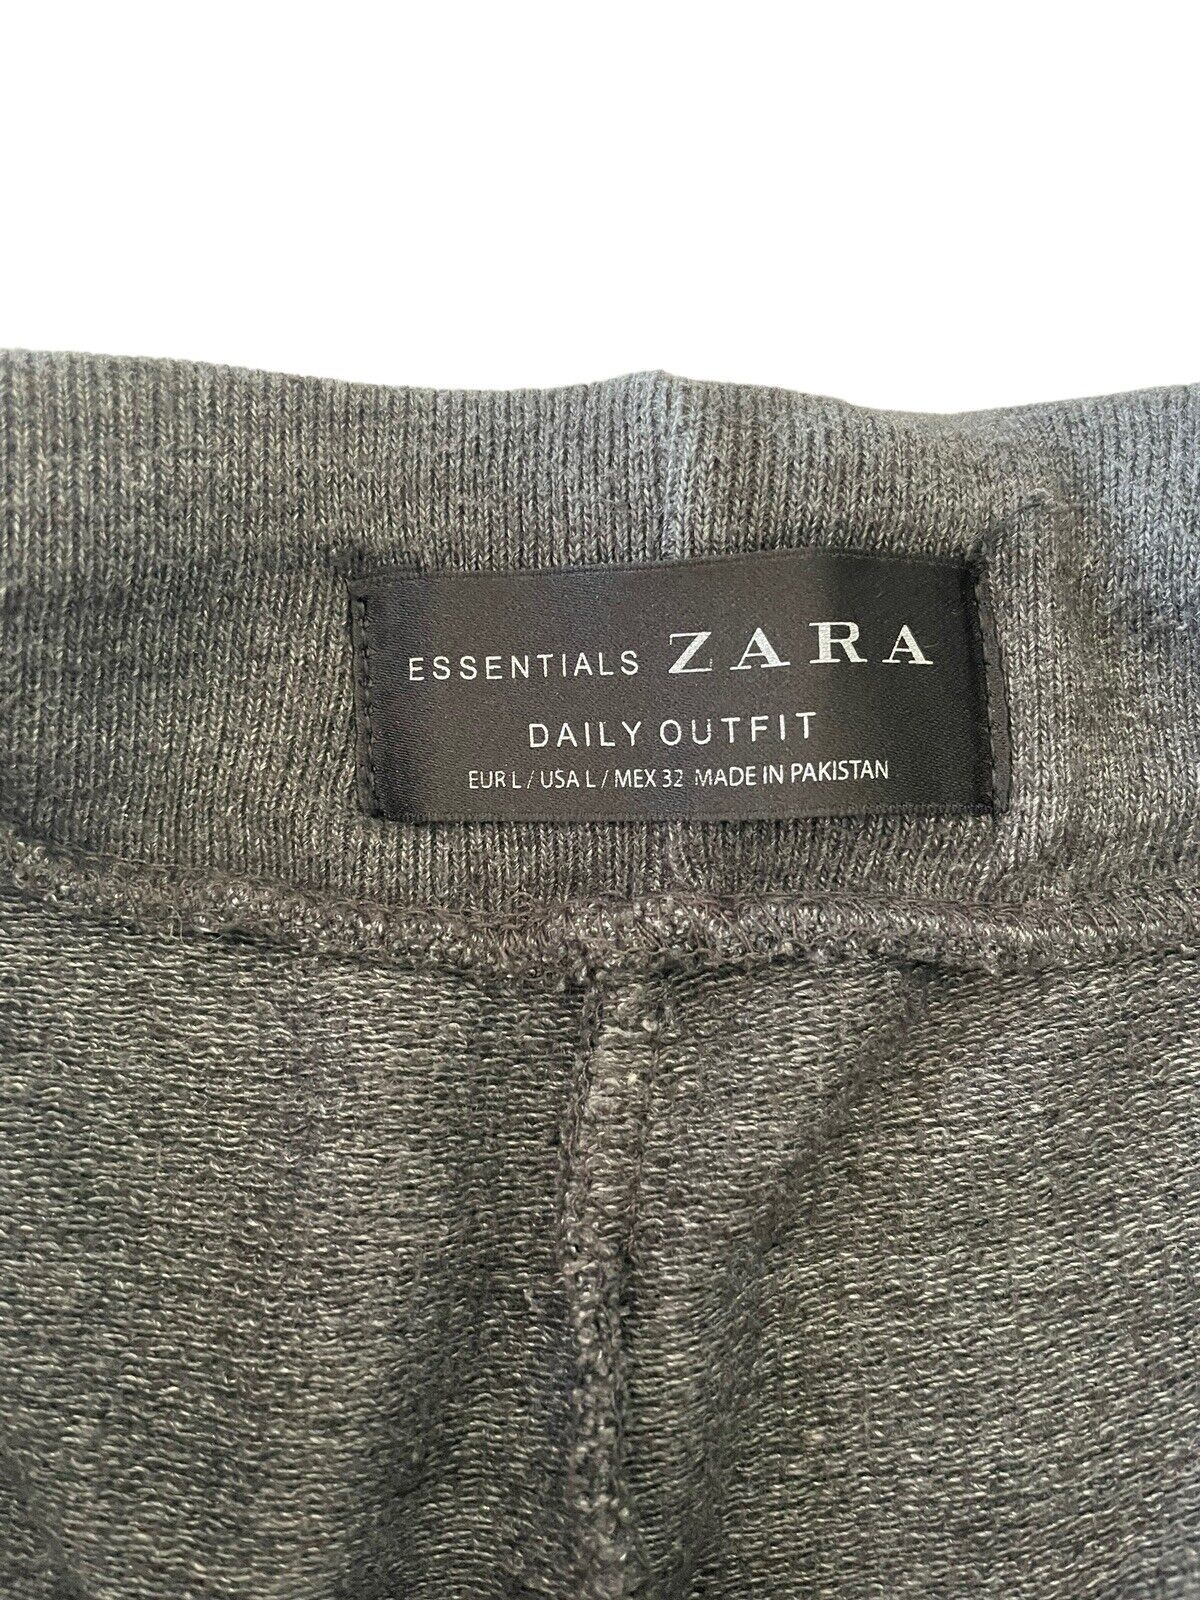 ESSENTIALS ZARA
DAILY OUTFIT
EUR L / USA L / MEX 32 MADE IN PAKISTAN